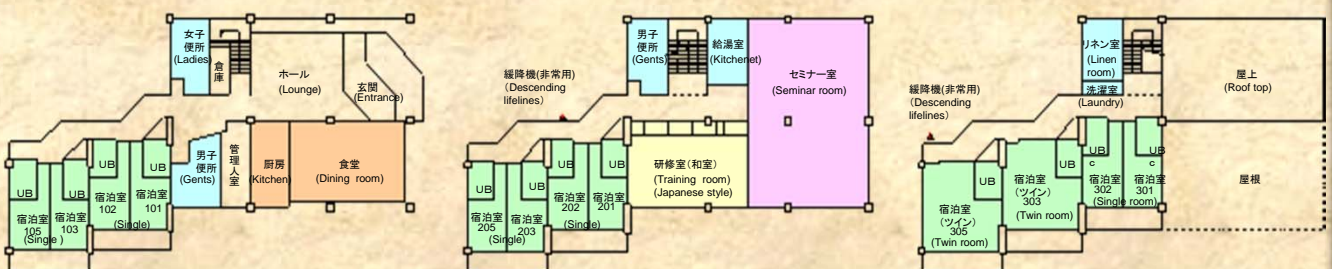 女子
便所
(Ladies)
倉
庫
ホール
(Lounge)
玄関
(Entrance)
男子
便所
(Gents)
管
理
人
室
厨房
(Kitchen)
食堂
(Dining room)
UB
UB
UB
UB
宿泊室
105
(Single )
宿泊室
103
宿泊室
102
(Single)
宿泊室
101
男子
便所
(Gents)
給湯室
(Kitchenet)
セミナー室
(Seminar room)
緩降機(非常用)
(Descending
lifelines)
研修室(和室)
(Training room)
(Japanese style)
UB
UB
UB
UB
宿泊室
205
(Single)
宿泊室
203
宿泊室
202
(Single)
宿泊室
201
リネン室
(Linen
room)
洗濯室
(Laundry)
屋上
(Roof top)
緩降機(非常用)
(Descending
lifelines)
屋根
UB
UB
UB
c
UB
c
宿泊室
(ツイン)
305
(Twin room)
宿泊室
(ツイン)
303
(Twin room)
宿泊室
302
(Single room)
宿泊室
301